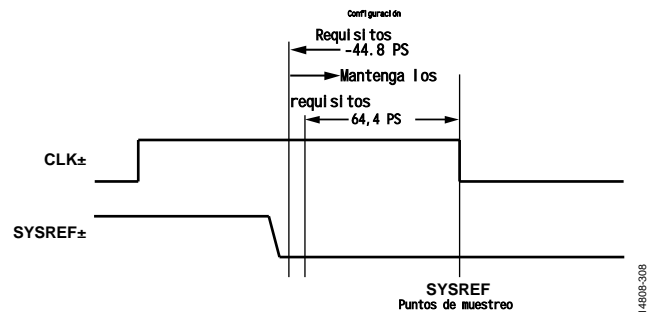 Configuración
Requisitos
-44.8 PS
Mantenga los
requisitos
64,4 PS
CLK±
SYSREF±
SYSREF
Puntos de muestreo
14808-308